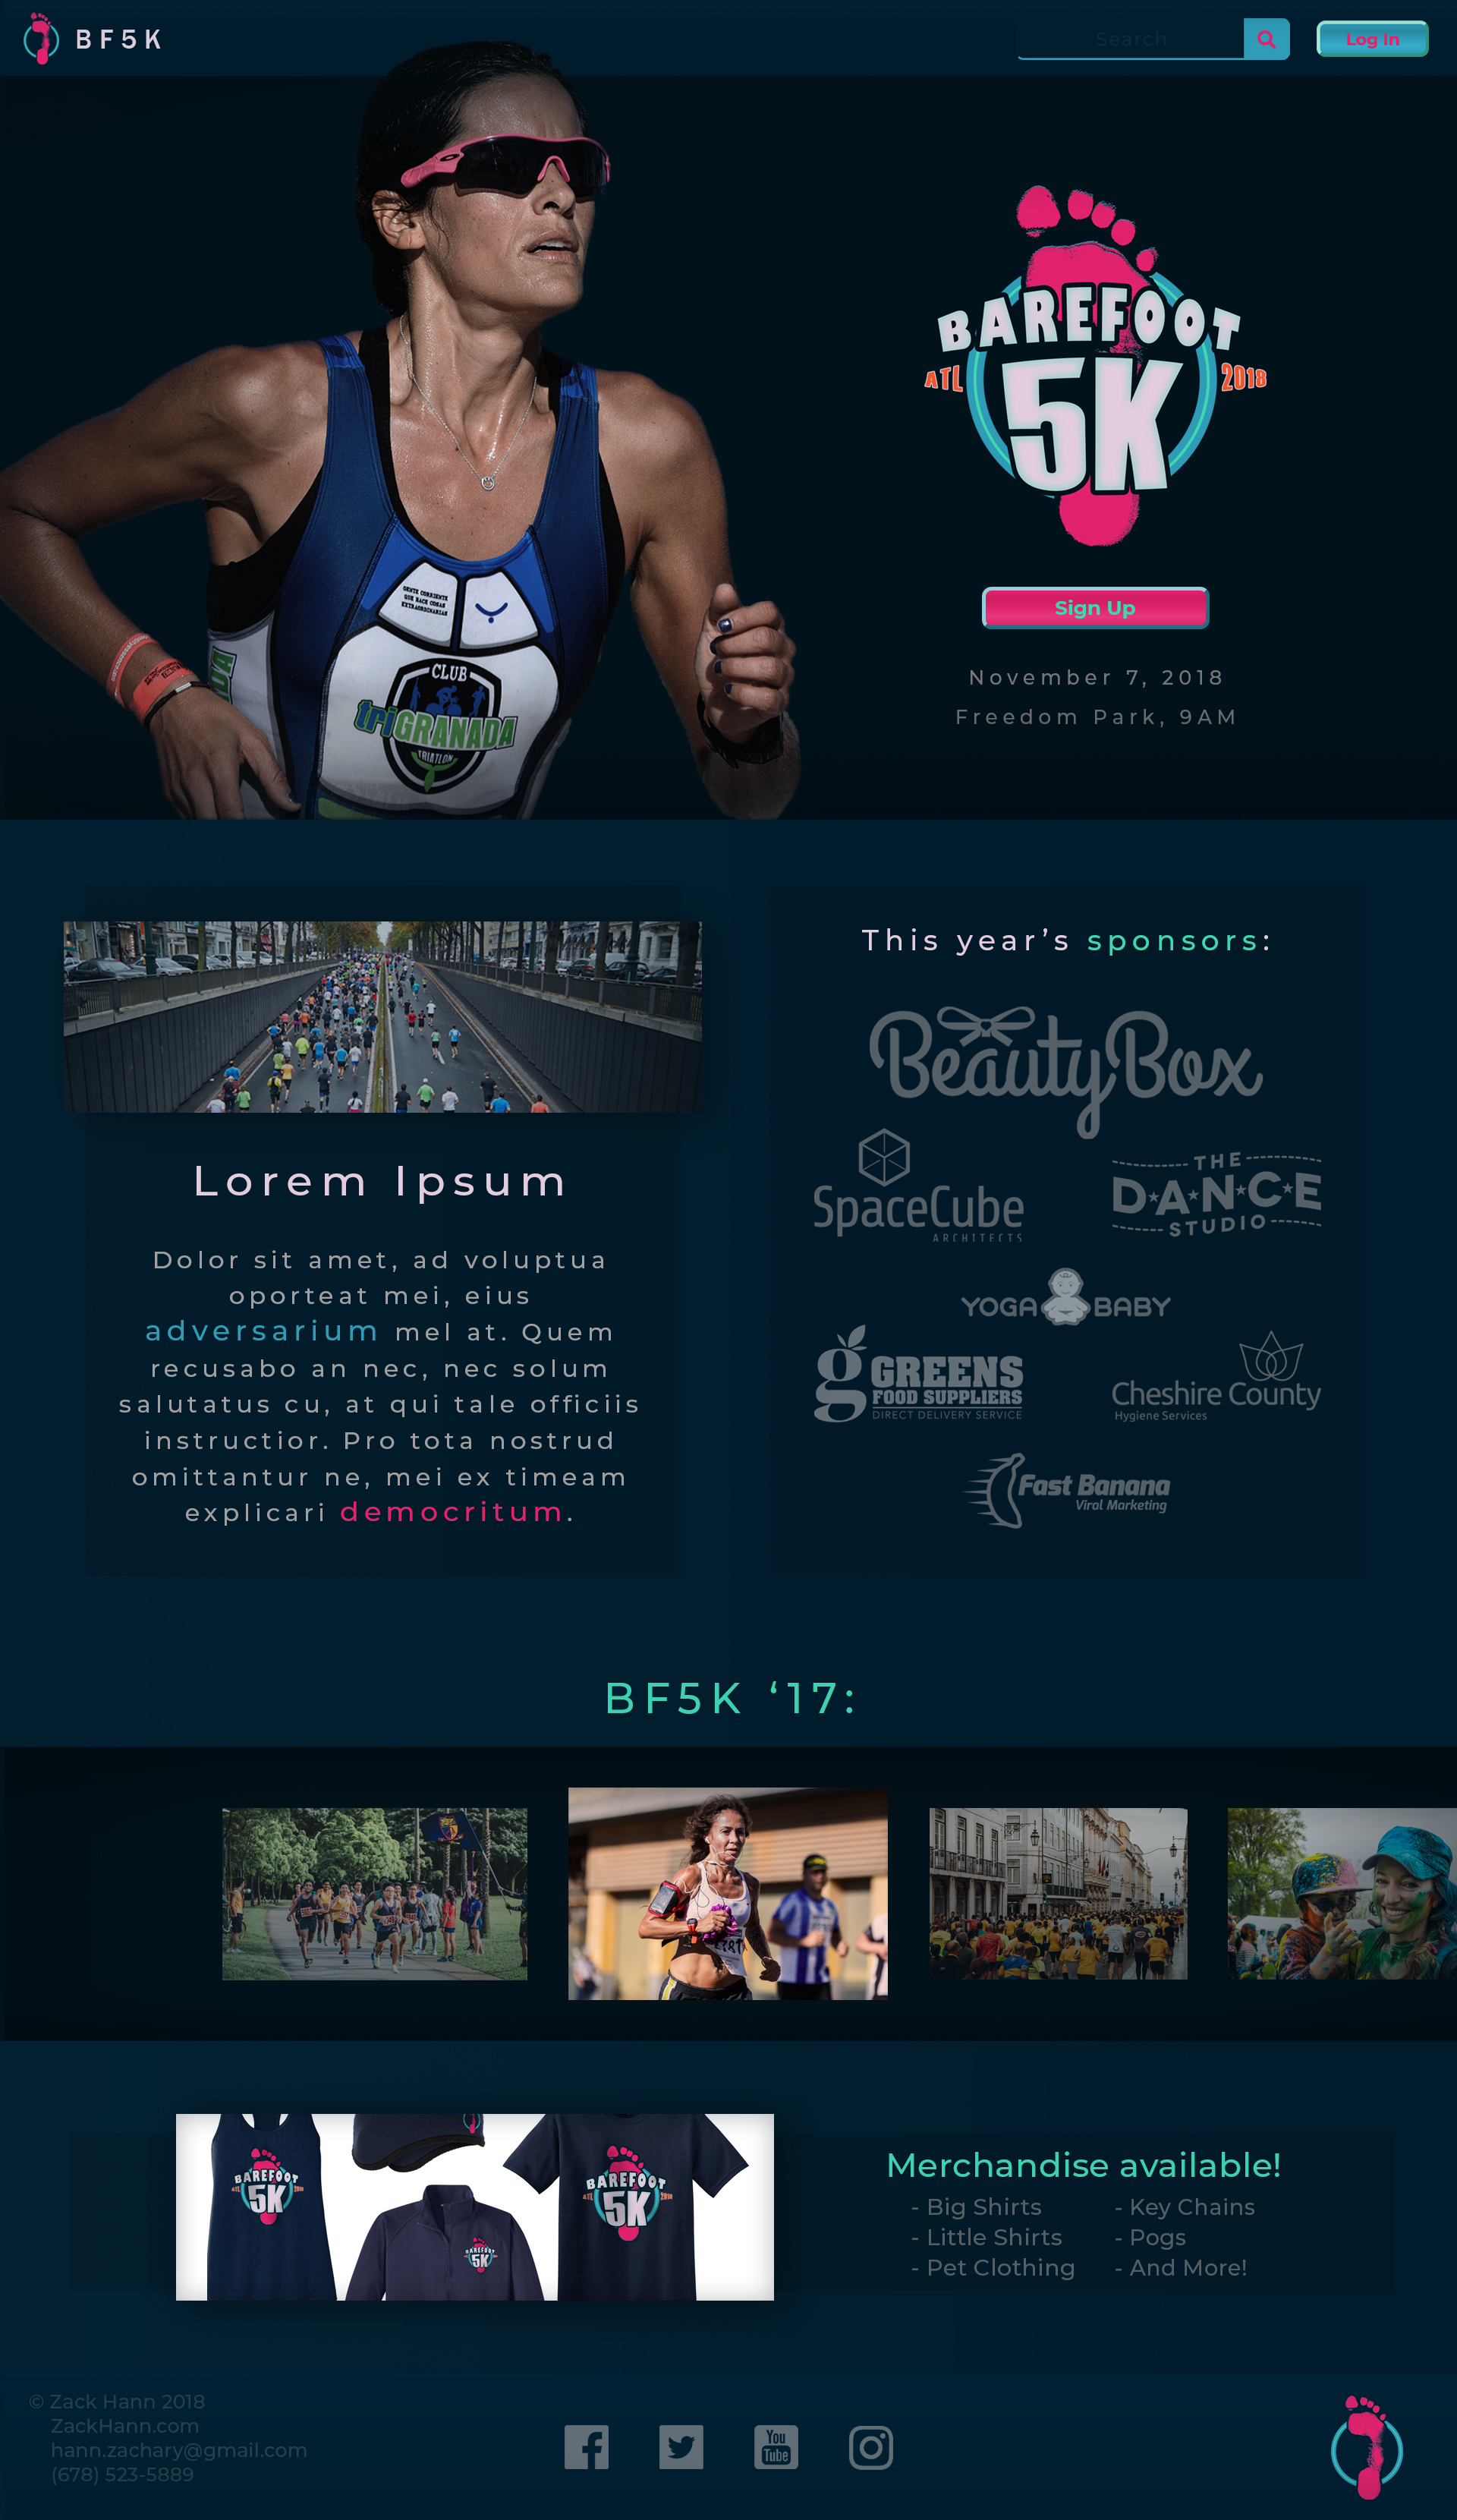 BF5K
Search
Log In
BAREFOOT
ATL 5K 2018
GENTE CORRIENTE
QUE HACE COSAS
EXTRAORDINARIAS
CLUB
triGRANADA
TRIATLON
Sign Up
November 7, 2018
Freedom Park, 9AM
This year’s sponsors:
BeautyBox
SpaceCube
ARCHITECTS
THE
DANCE
STUDIO
YOGA BABY
g GREENS
FOOD SUPPLIERS
DIRECT DELIVERY SERVICE
Cheshire County
Hygiene Services
Fast Banana
Viral Marketing
Lorem Ipsum
Dolor sit amet, ad voluptua
oporteat mei, eius
adversarium mel at. Quem
recusabo an nec, nec solum
salutatus cu, at qui tale officiis
instructior. Pro tota nostrud
omittantur ne, mei ex timeam
explicari democritum.
BF5K ‘17:
BAREFOOT
ATL 5K 2018
BAREFOOT
5K
BAREFOOT
ATL 5K 2018
Merchandise available!
- Big Shirts
- Little Shirts
- Pet Clothing
- Key Chains
- Pogs
- And More!
© Zack Hann 2018
ZackHann.com
hann.zachary@gmail.com
(678) 523-5889
You
Tube